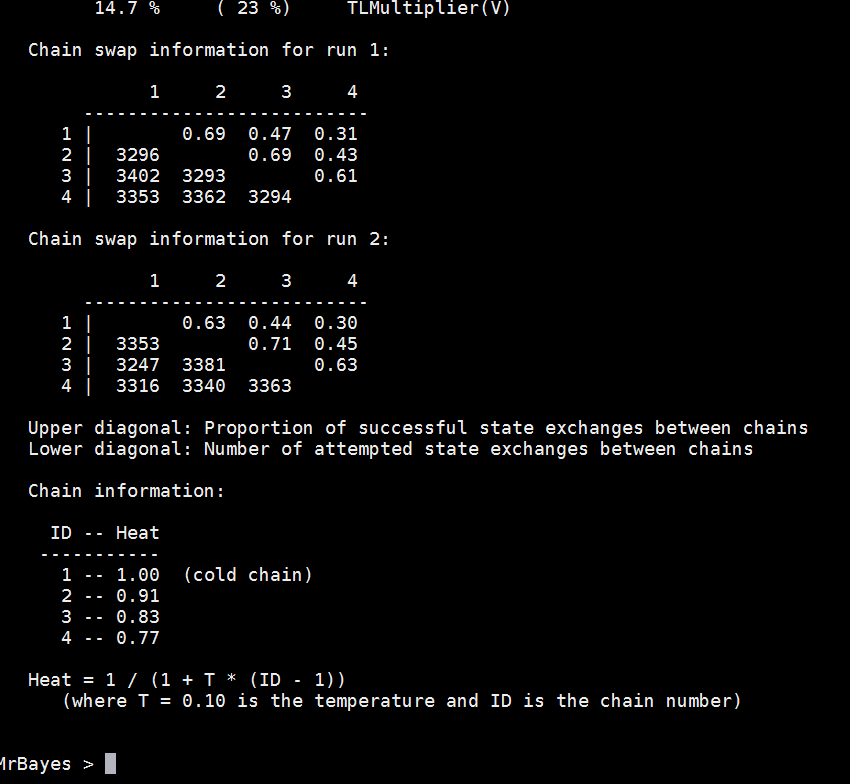 14.7 %     ( 23 %)     TLMultiplier(V)
Chain swap information for run 1:
1     2     3     4
--------------------------
1 |        0.69  0.47  0.31
2 |  3296        0.69  0.43
3 |  3402  3293        0.61
4 |  3353  3362  3294
Chain swap information for run 2:
1     2     3     4
--------------------------
1 |        0.63  0.44  0.30
2 |  3353        0.71  0.45
3 |  3247  3381        0.63
4 |  3316  3340  3363
Upper diagonal: Proportion of successful state exchanges between chains
Lower diagonal: Number of attempted state exchanges between chains
Chain information:
ID -- Heat
-----------
1 -- 1.00  (cold chain)
2 -- 0.91
3 -- 0.83
4 -- 0.77
Heat = 1 / (1 + T * (ID - 1))
(where T = 0.10 is the temperature and ID is the chain number)
MrBayes >